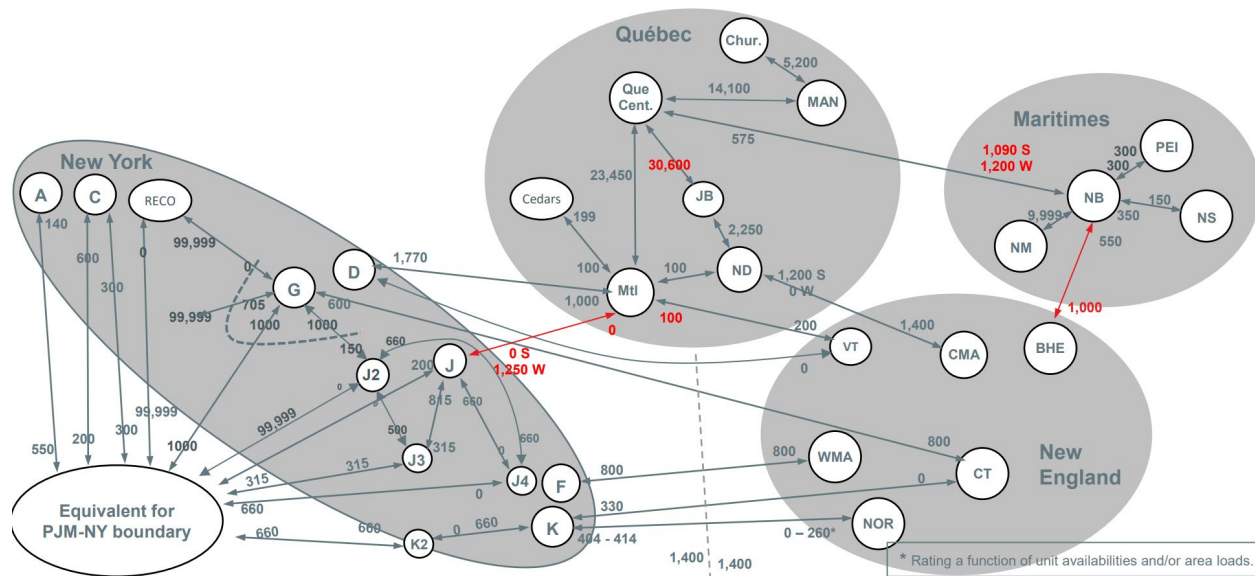 Québec
Chur.
5,200
Que
Cent.
14,100
MAN
575
Maritimes
1,090 S
1,200 W
300
300
PEI
New York
23,450
30,600
NB
150
A
C
RECO
Cedars
199
JB
9,999
350
NS
140
2,250
NM
550
99,999
0
600
0
D
1,770
100
100
ND
1,200 S
0 W
300
G
705
600
1,000
Mtl
100
1,000
99,999
1000
1000
0
200
1,400
150
660
0 S
1,250 W
VT
CMA
BHE
J2
200
J
0
0
815
660
0
99,999
99,999
500
315
660
800
New
England
550
200
300
1000
315
J3
0
WMA
800
CT
J4
F
800
0
Equivalent for
PJM-NY boundary
0
660
330
660
660
0
660
K
NOR
K2
404 - 414
0 – 260*
1,400
1,400
* Rating a function of unit availabilities and/or area loads.